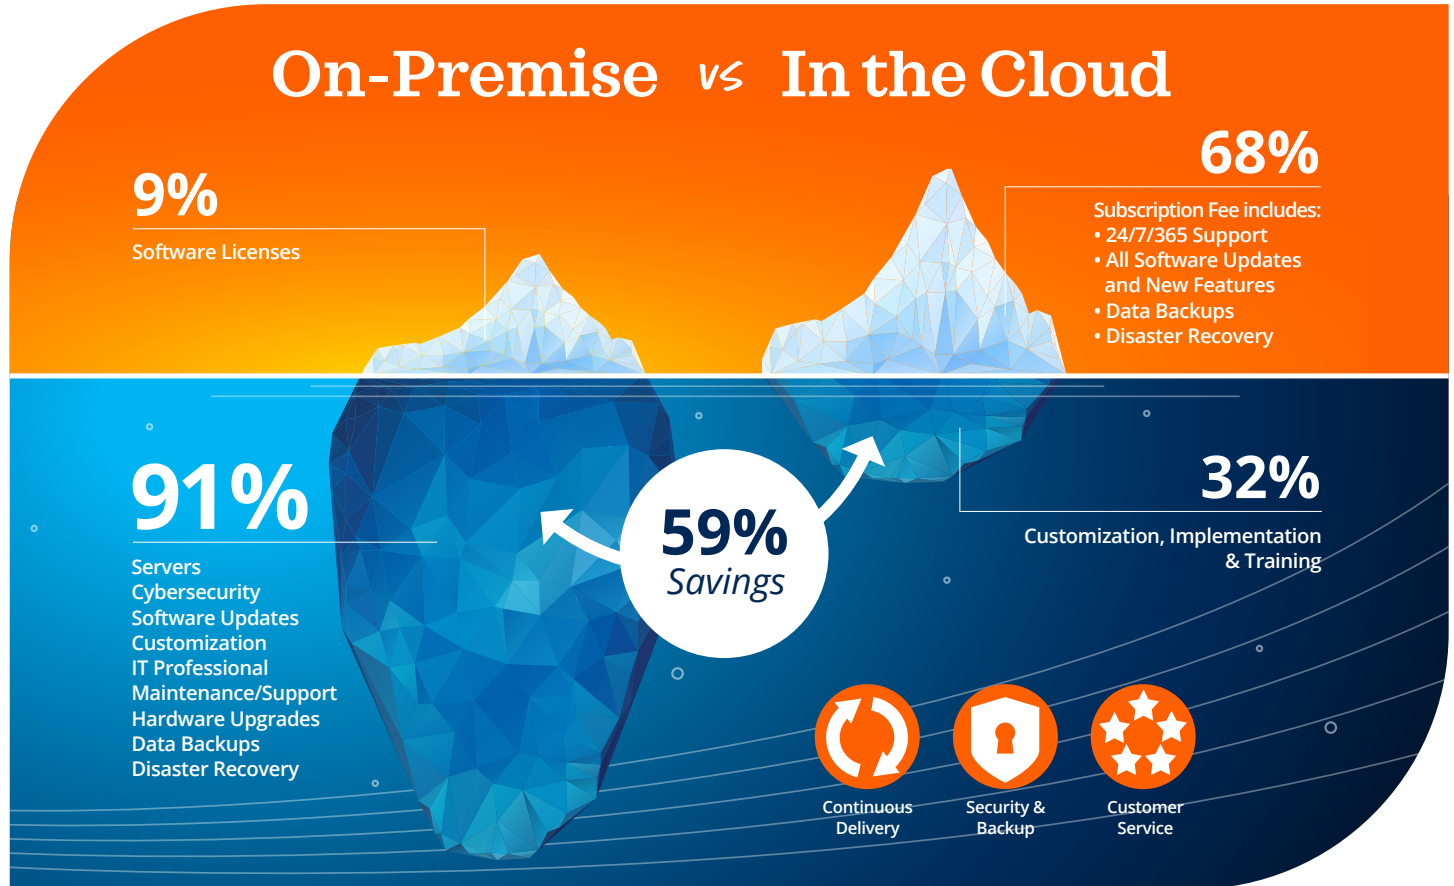 On-Premise vs In the Cloud
9%
Software Licenses
68%
Subscription Fee includes:
• 24/7/365 Support
• All Software Updates
and New Features
• Data Backups
• Disaster Recovery
91%
Servers
Cybersecurity
Software Updates
Customization
IT Professional
Maintenance/Support
Hardware Upgrades
Data Backups
Disaster Recovery
59%
Savings
32%
Customization, Implementation
& Training
Continuous
Delivery
Security &
Backup
Customer
Service